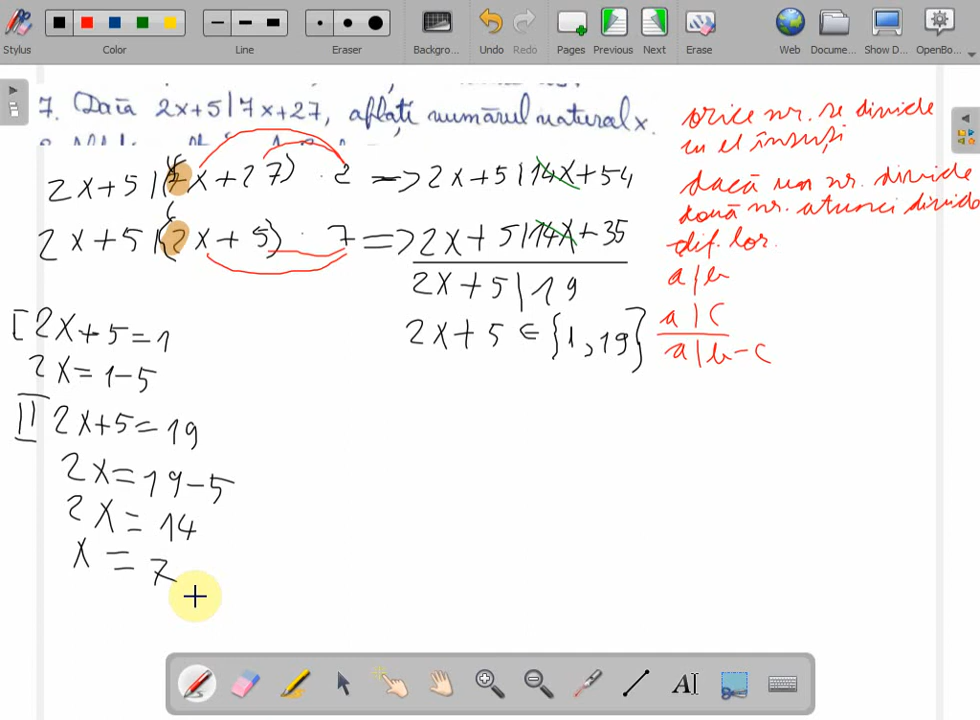 Stylus Color Line Eraser Backgro... Undo Redo Pages Previous Next Erase Web Docume... Show D... OpenBo...
7. Dacă 2x+5|7x+27, aflați numărul natural x.
2x+5|(7x+27) · 2 => 2x+5|14x+54
2x+5|(2x+5) · 7 => 2x+5|14x+35
2x+5|19
2x+5 ∈ {1,19}
I 2x+5=1
2x=1-5
II 2x+5=19
2x=19-5
2x=14
x=7
orice nr. se divide
cu el însuși
dacă un nr. divide
două nr. atunci divide
dif. lor.
a|b
a|c
a|b-c